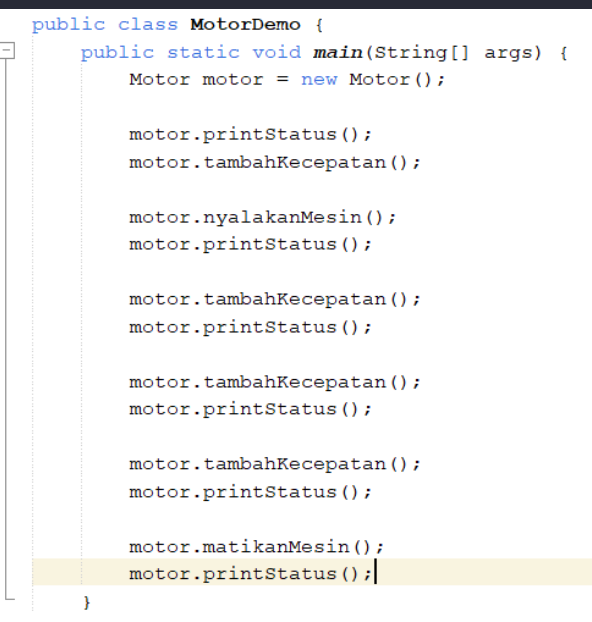 public class MotorDemo {
    public static void main(String[] args) {
        Motor motor = new Motor();

        motor.printStatus();
        motor.tambahKecepatan();

        motor.nyalakanMesin();
        motor.printStatus();

        motor.tambahKecepatan();
        motor.printStatus();

        motor.tambahKecepatan();
        motor.printStatus();

        motor.tambahKecepatan();
        motor.printStatus();

        motor.matikanMesin();
        motor.printStatus();
    }